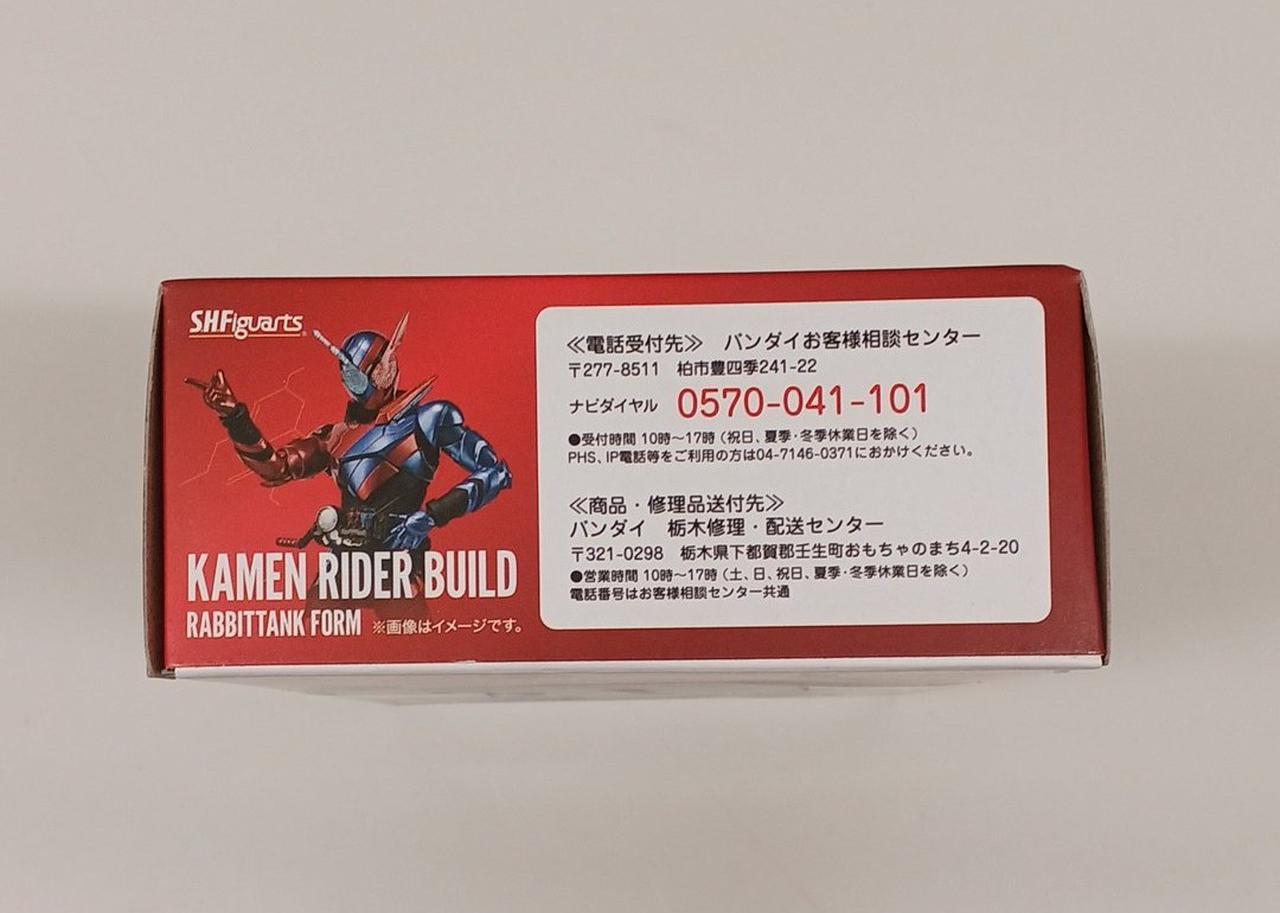 S.H.Figuarts
KAMEN RIDER BUILD
RABBITTANK FORM ※画像はイメージです。
≪電話受付先≫ バンダイお客様相談センター
〒277-8511 柏市豊四季241-22
ナビダイヤル 0570-041-101
●受付時間 10時～17時（祝日、夏季・冬季休業日を除く）
PHS、IP電話等をご利用の方は04-7146-0371におかけください。
≪商品・修理品送付先≫
バンダイ 栃木修理・配送センター
〒321-0298 栃木県下都賀郡壬生町おもちゃのまち4-2-20
●営業時間 10時～17時（土、日、祝日、夏季・冬季休業日を除く）
電話番号はお客様相談センター共通